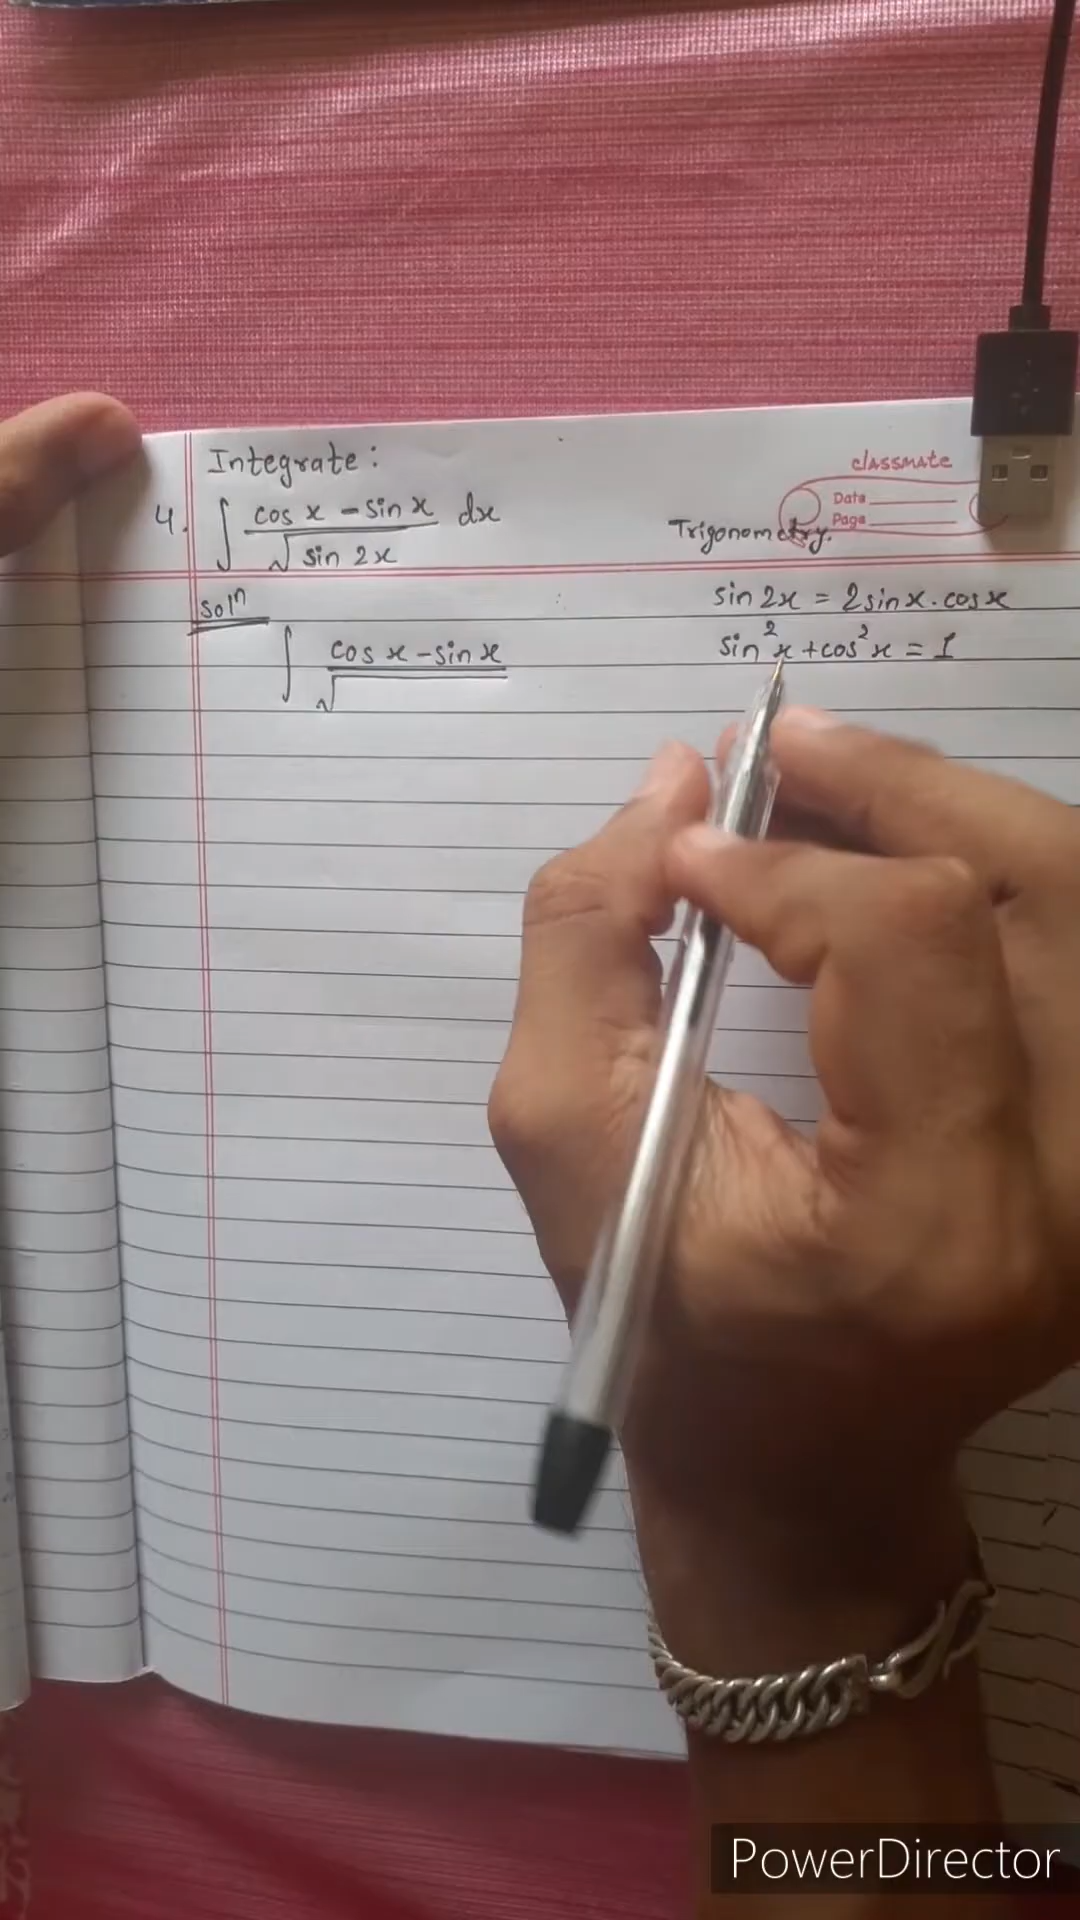 Integrate:
4. ∫ cos x - sin x / √sin 2x dx
classmate
Date
Page
Trigonometry.
Solⁿ
sin 2x = 2 sin x . cos x
sin²x + cos²x = 1
∫ cos x - sin x / √
PowerDirector